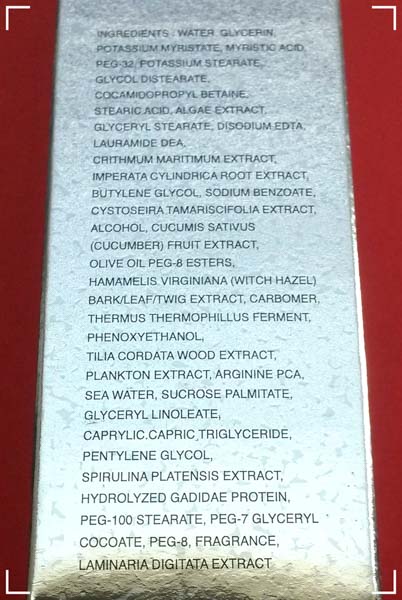 INGREDIENTS : WATER, GLYCERIN,
POTASSIUM MYRISTATE, MYRISTIC ACID,
PEG-32, POTASSIUM STEARATE,
GLYCOL DISTEARATE,
COCAMIDOPROPYL BETAINE,
STEARIC ACID, ALGAE EXTRACT,
GLYCERYL STEARATE, DISODIUM EDTA,
LAURAMIDE DEA,
CRITHMUM MARITIMUM EXTRACT,
IMPERATA CYLINDRICA ROOT EXTRACT,
BUTYLENE GLYCOL, SODIUM BENZOATE,
CYSTOSEIRA TAMARISCIFOLIA EXTRACT,
ALCOHOL, CUCUMIS SATIVUS
(CUCUMBER) FRUIT EXTRACT,
OLIVE OIL PEG-8 ESTERS,
HAMAMELIS VIRGINIANA (WITCH HAZEL)
BARK/LEAF/TWIG EXTRACT, CARBOMER,
THERMUS THERMOPHILLUS FERMENT,
PHENOXYETHANOL,
TILIA CORDATA WOOD EXTRACT,
PLANKTON EXTRACT, ARGININE PCA,
SEA WATER, SUCROSE PALMITATE,
GLYCERYL LINOLEATE,
CAPRYLIC.CAPRIC TRIGLYCERIDE,
PENTYLENE GLYCOL,
SPIRULINA PLATENSIS EXTRACT,
HYDROLYZED GADIDAE PROTEIN,
PEG-100 STEARATE, PEG-7 GLYCERYL
COCOATE, PEG-8, FRAGRANCE,
LAMINARIA DIGITATA EXTRACT